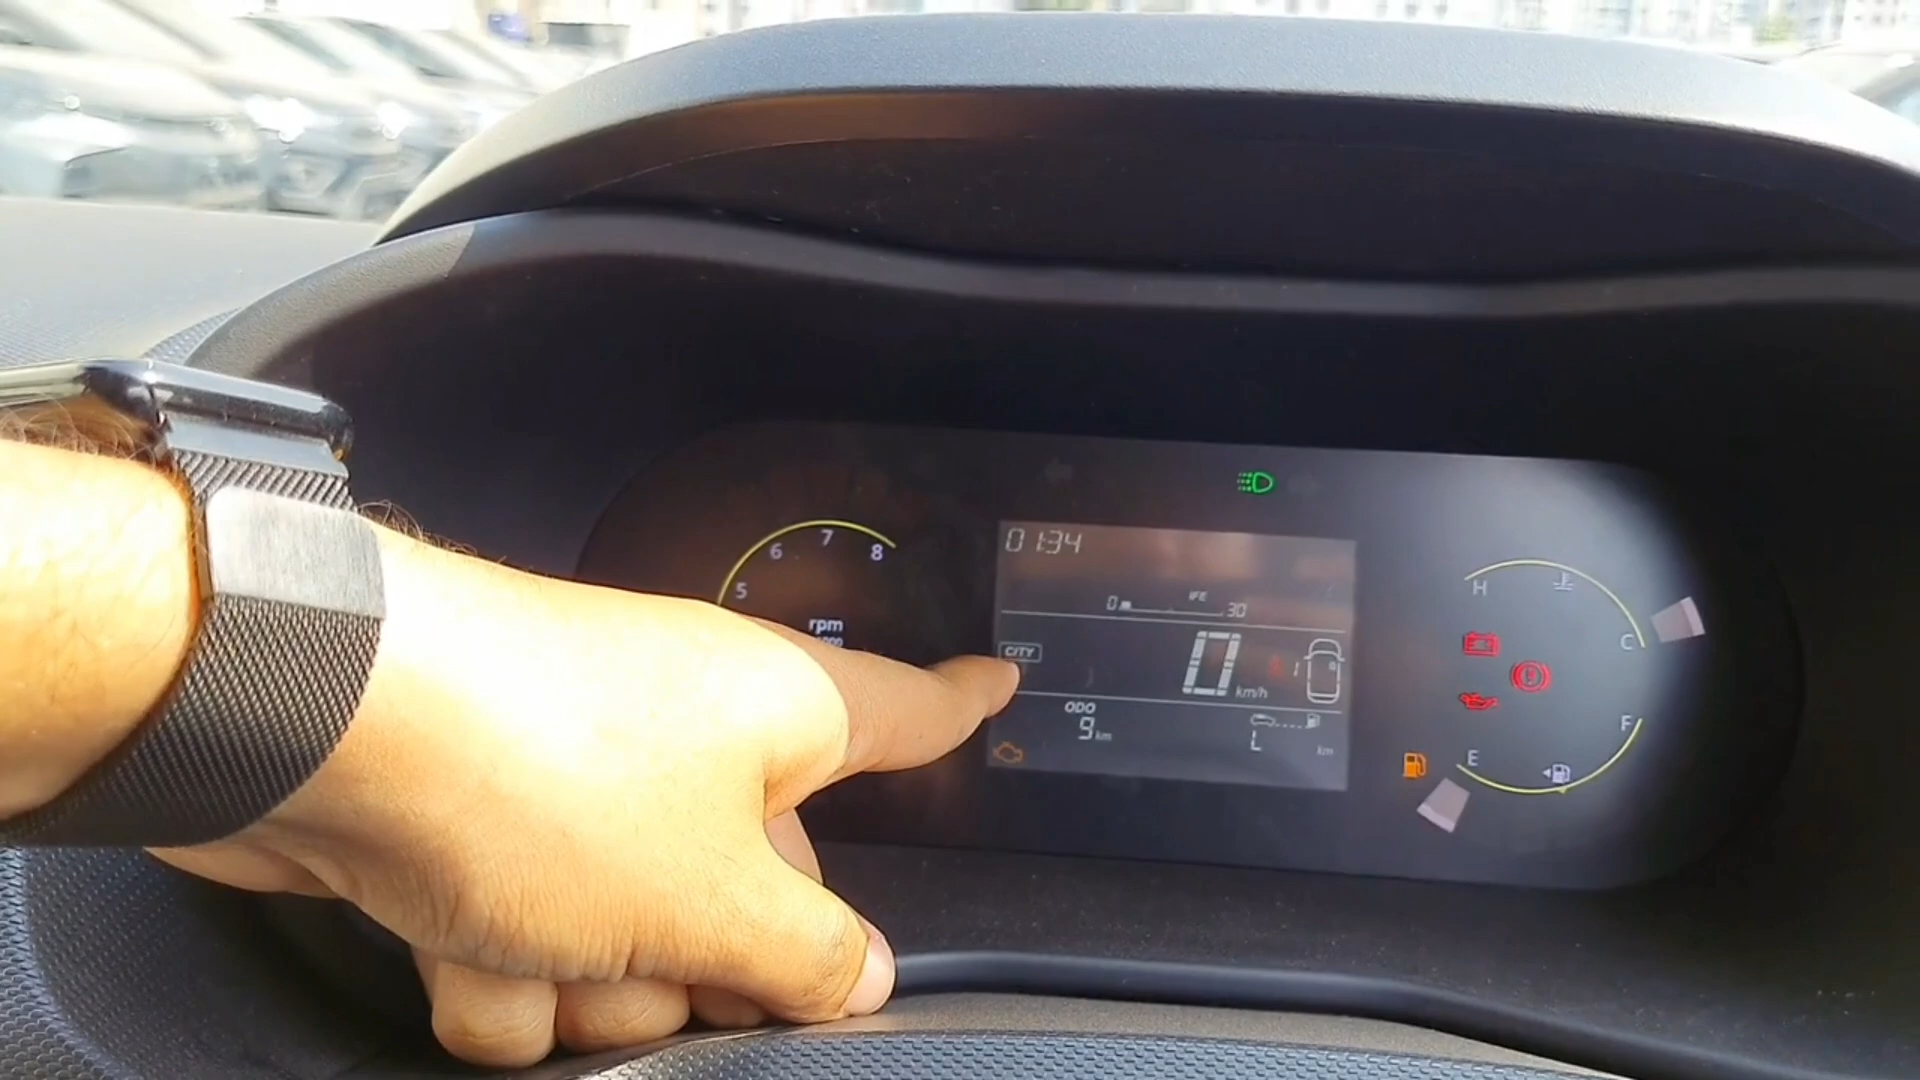 5 6 7 8
rpm
01:34
IFE
0 30
CITY
0 km/h
ODO
9 km
L km
H
C
F
E